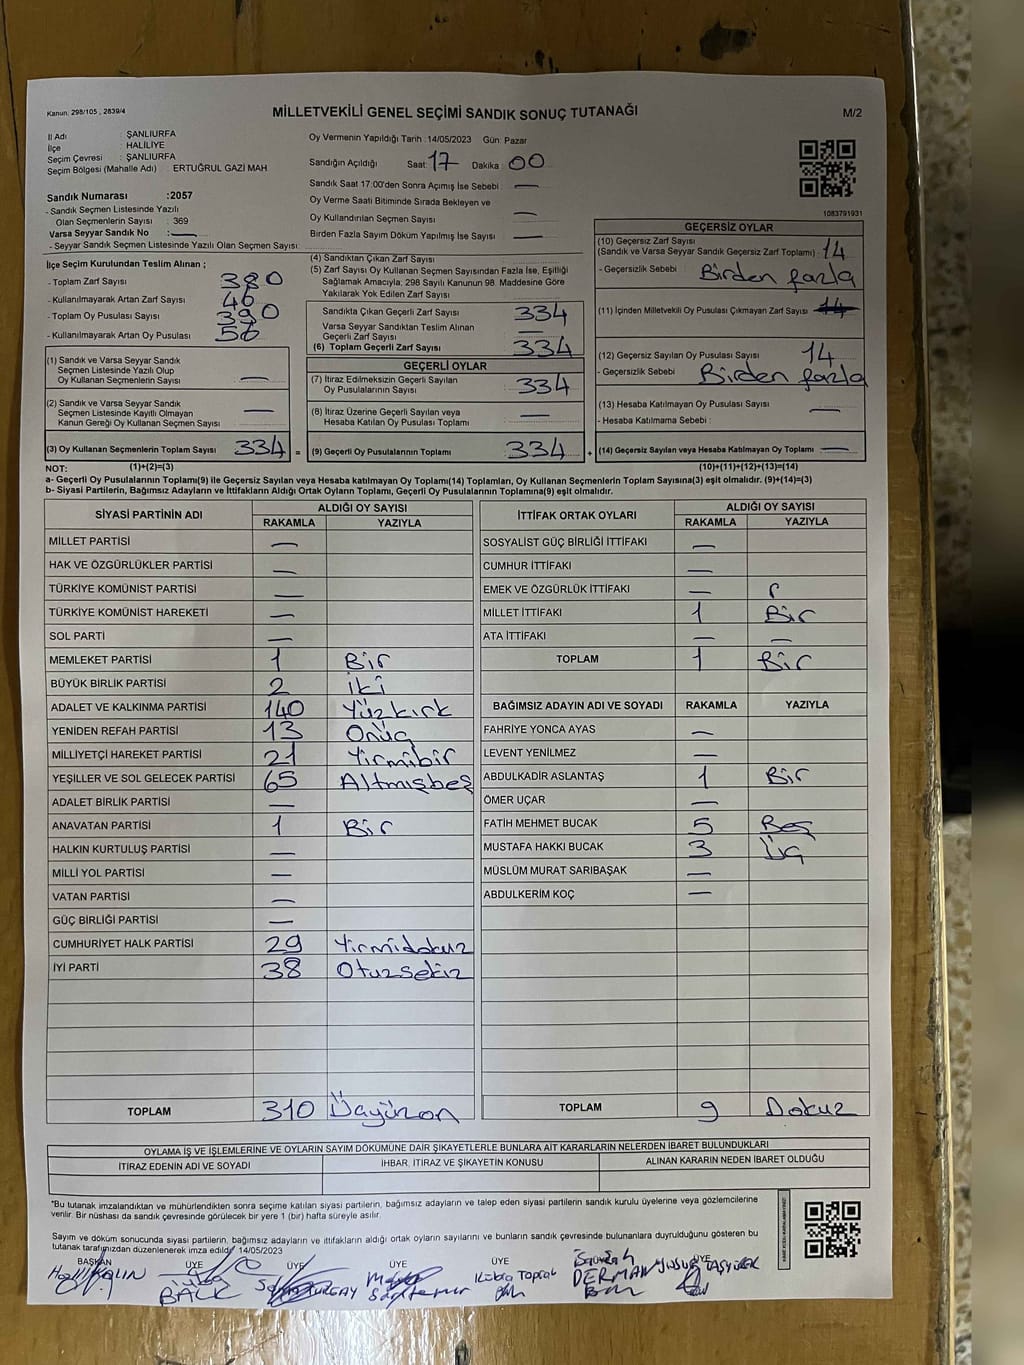 Kanun: 298/105 , 2839/4
MİLLETVEKİLİ GENEL SEÇİMİ SANDIK SONUÇ TUTANAĞI
M/2
İl Adı : ŞANLIURFA
İlçe : HALİLİYE
Seçim Çevresi : ŞANLIURFA
Seçim Bölgesi (Mahalle Adı) : ERTUĞRUL GAZİ MAH
Sandık Numarası :2057
- Sandık Seçmen Listesinde Yazılı
Olan Seçmenlerin Sayısı : 369
Varsa Seyyar Sandık No : —
- Seyyar Sandık Seçmen Listesinde Yazılı Olan Seçmen Sayısı:
Oy Vermenin Yapıldığı Tarih : 14/05/2023 Gün: Pazar
Sandığın Açıldığı Saat: 17 Dakika: 00
Sandık Saat 17:00'den Sonra Açımış İse Sebebi : —
Oy Verme Saati Bitiminde Sırada Bekleyen ve
Oy Kullandırılan Seçmen Sayısı : —
Birden Fazla Sayım Döküm Yapılmış İse Sayısı : —
1083791931
İlçe Seçim Kurulundan Teslim Alınan ;
- Toplam Zarf Sayısı : 380
- Kullanılmayarak Artan Zarf Sayısı : 46
- Toplam Oy Pusulası Sayısı : 390
- Kullanılmayarak Artan Oy Pusulası : 56
(1) Sandık ve Varsa Seyyar Sandık
Seçmen Listesinde Yazılı Olup
Oy Kullanan Seçmenlerin Sayısı : —
(2) Sandık ve Varsa Seyyar Sandık
Seçmen Listesinde Kayıtlı Olmayan
Kanun Gereği Oy Kullanan Seçmen Sayısı : —
(3) Oy Kullanan Seçmenlerin Toplam Sayısı : 334 =
(4) Sandıktan Çıkan Zarf Sayısı
(5) Zarf Sayısı Oy Kullanan Seçmen Sayısından Fazla İse, Eşitliği
Sağlamak Amacıyla, 298 Sayılı Kanunun 98. Maddesine Göre
Yakılarak Yok Edilen Zarf Sayısı :
Sandıkta Çıkan Geçerli Zarf Sayısı : 334
Varsa Seyyar Sandıktan Teslim Alınan
Geçerli Zarf Sayısı : —
(6) Toplam Geçerli Zarf Sayısı : 334
GEÇERLİ OYLAR
(7) İtiraz Edilmeksizin Geçerli Sayılan
Oy Pusulalarının Sayısı : 334
(8) İtiraz Üzerine Geçerli Sayılan veya
Hesaba Katılan Oy Pusulası Toplamı : —
(9) Geçerli Oy Pusulalarının Toplamı : 334 +
GEÇERSİZ OYLAR
(10) Geçersiz Zarf Sayısı
(Sandık ve Varsa Seyyar Sandık Geçersiz Zarf Toplamı) : 14
- Geçersizlik Sebebi : Birden fazla
(11) İçinden Milletvekili Oy Pusulası Çıkmayan Zarf Sayısı : 14
(12) Geçersiz Sayılan Oy Pusulası Sayısı : 14
- Geçersizlik Sebebi : Birden fazla
(13) Hesaba Katılmayan Oy Pusulası Sayısı : —
- Hesaba Katılmama Sebebi :
(14) Geçersiz Sayılan veya Hesaba Katılmayan Oy Toplamı : —
NOT: (1)+(2)=(3) (10)+(11)+(12)+(13)=(14)
a- Geçerli Oy Pusulalarının Toplamı(9) ile Geçersiz Sayılan veya Hesaba katılmayan Oy Toplamı(14) Toplamları, Oy Kullanan Seçmenlerin Toplam Sayısına(3) eşit olmalıdır. (9)+(14)=(3)
b- Siyasi Partilerin, Bağımsız Adayların ve İttifakların Aldığı Ortak Oyların Toplamı, Geçerli Oy Pusulalarının Toplamına(9) eşit olmalıdır.
SİYASİ PARTİNİN ADI ALDIĞI OY SAYISI
RAKAMLA YAZIYLA
MİLLET PARTİSİ —
HAK VE ÖZGÜRLÜKLER PARTİSİ —
TÜRKİYE KOMÜNİST PARTİSİ —
TÜRKİYE KOMÜNİST HAREKETİ —
SOL PARTİ —
MEMLEKET PARTİSİ 1 Bir
BÜYÜK BİRLİK PARTİSİ 2 iki
ADALET VE KALKINMA PARTİSİ 140 Yüzkırk
YENİDEN REFAH PARTİSİ 13 Onüç
MİLLİYETÇİ HAREKET PARTİSİ 21 Yirmibir
YEŞİLLER VE SOL GELECEK PARTİSİ 65 Altmışbeş
ADALET BİRLİK PARTİSİ —
ANAVATAN PARTİSİ 1 Bir
HALKIN KURTULUŞ PARTİSİ —
MİLLİ YOL PARTİSİ —
VATAN PARTİSİ —
GÜÇ BİRLİĞİ PARTİSİ —
CUMHURİYET HALK PARTİSİ 29 Yirmidokuz
İYİ PARTİ 38 Otuzsekiz
TOPLAM 310 Üçyüzon
İTTİFAK ORTAK OYLARI ALDIĞI OY SAYISI
RAKAMLA YAZIYLA
SOSYALİST GÜÇ BİRLİĞİ İTTİFAKI —
CUMHUR İTTİFAKI —
EMEK VE ÖZGÜRLÜK İTTİFAKI —
MİLLET İTTİFAKI 1 Bir
ATA İTTİFAKI — —
TOPLAM 1 Bir
BAĞIMSIZ ADAYIN ADI VE SOYADI RAKAMLA YAZIYLA
FAHRİYE YONCA AYAS —
LEVENT YENİLMEZ —
ABDULKADİR ASLANTAŞ 1 Bir
ÖMER UÇAR —
FATİH MEHMET BUCAK 5 Beş
MUSTAFA HAKKI BUCAK 3 Üç
MÜSLÜM MURAT SARIBAŞAK —
ABDULKERİM KOÇ —
TOPLAM 9 Dokuz
OYLAMA İŞ VE İŞLEMLERİNE VE OYLARIN SAYIM DÖKÜMÜNE DAİR ŞİKAYETLERLE BUNLARA AİT KARARLARIN NELERDEN İBARET BULUNDUKLARI
İTİRAZ EDENİN ADI VE SOYADI İHBAR, İTİRAZ VE ŞİKAYETİN KONUSU ALINAN KARARIN NEDEN İBARET OLDUĞU
*Bu tutanak imzalandıktan ve mühürlendikten sonra seçime katılan siyasi partilerin, bağımsız adayların ve talep eden siyasi partilerin sandık kurulu üyelerine veya gözlemcilerine
verilir. Bir nüshası da sandık çevresinde görülecek bir yere 1 (bir) hafta süreyle asılır.
Sayım ve döküm sonucunda siyasi partilerin, bağımsız adayların ve ittifakların aldığı ortak oyların sayılarını ve bunların sandık çevresinde bulunanlara duyrulduğunu gösteren bu
tutanak tarafımızdan düzenlenerek imza edildi. 14/05/2023
BAŞKAN ÜYE ÜYE ÜYE ÜYE ÜYE
Kübra Toprak
DERMAN YUSUF TAŞYÜREK
BALIK